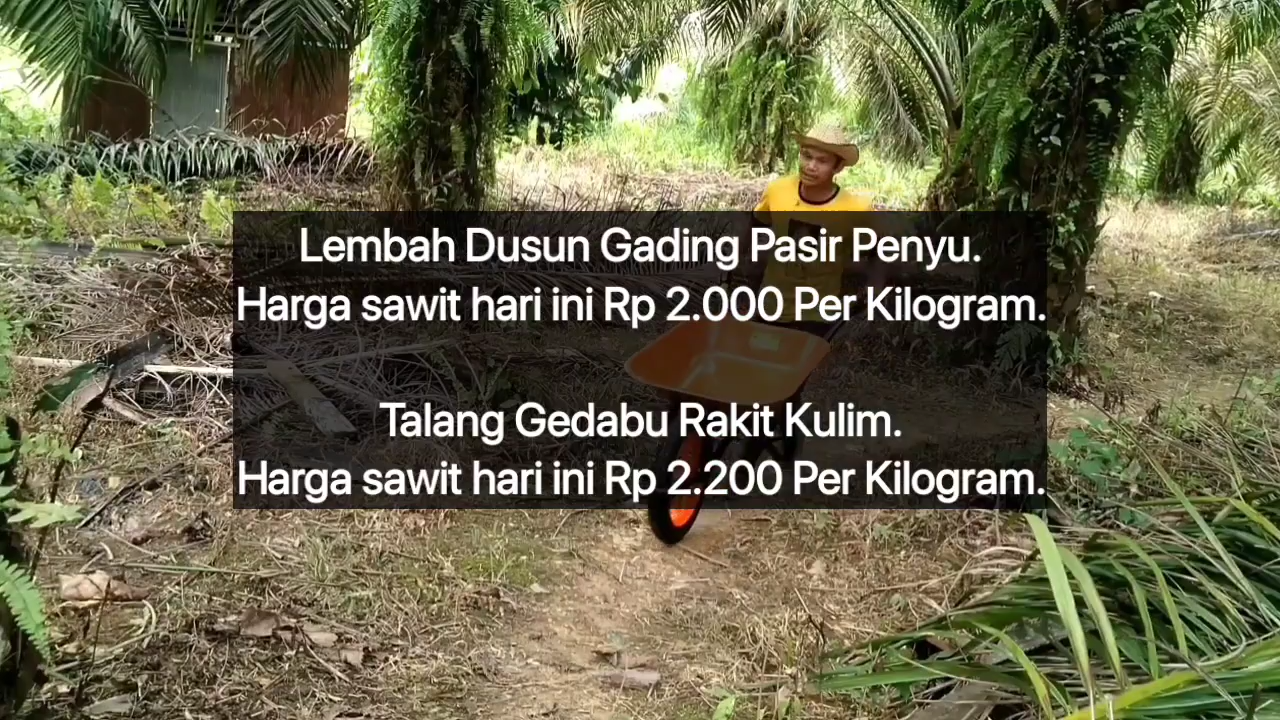 Lembah Dusun Gading Pasir Penyu.
Harga sawit hari ini Rp 2.000 Per Kilogram.
Talang Gedabu Rakit Kulim.
Harga sawit hari ini Rp 2.200 Per Kilogram.